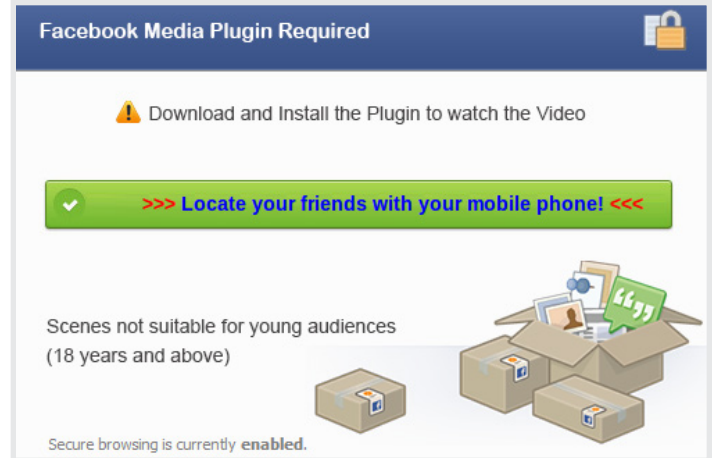 Facebook Media Plugin Required
Download and Install the Plugin to watch the Video
>>> Locate your friends with your mobile phone! <<<
Scenes not suitable for young audiences
(18 years and above)
Secure browsing is currently enabled.